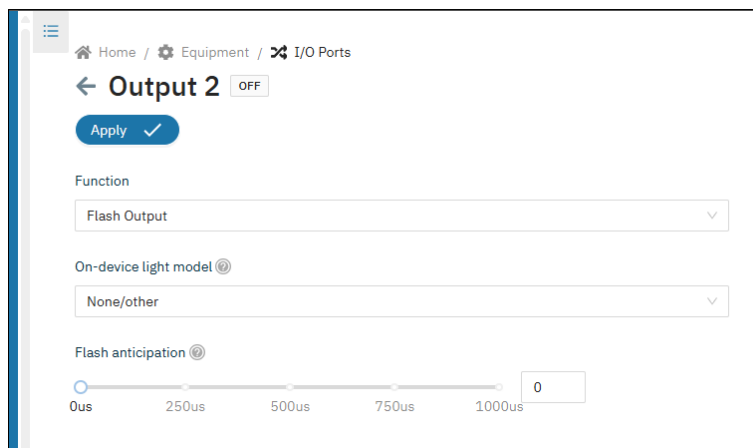 Home / Equipment / I/O Ports
Output 2 OFF
Apply
Function
Flash Output
On-device light model
None/other
Flash anticipation
0
0us 250us 500us 750us 1000us